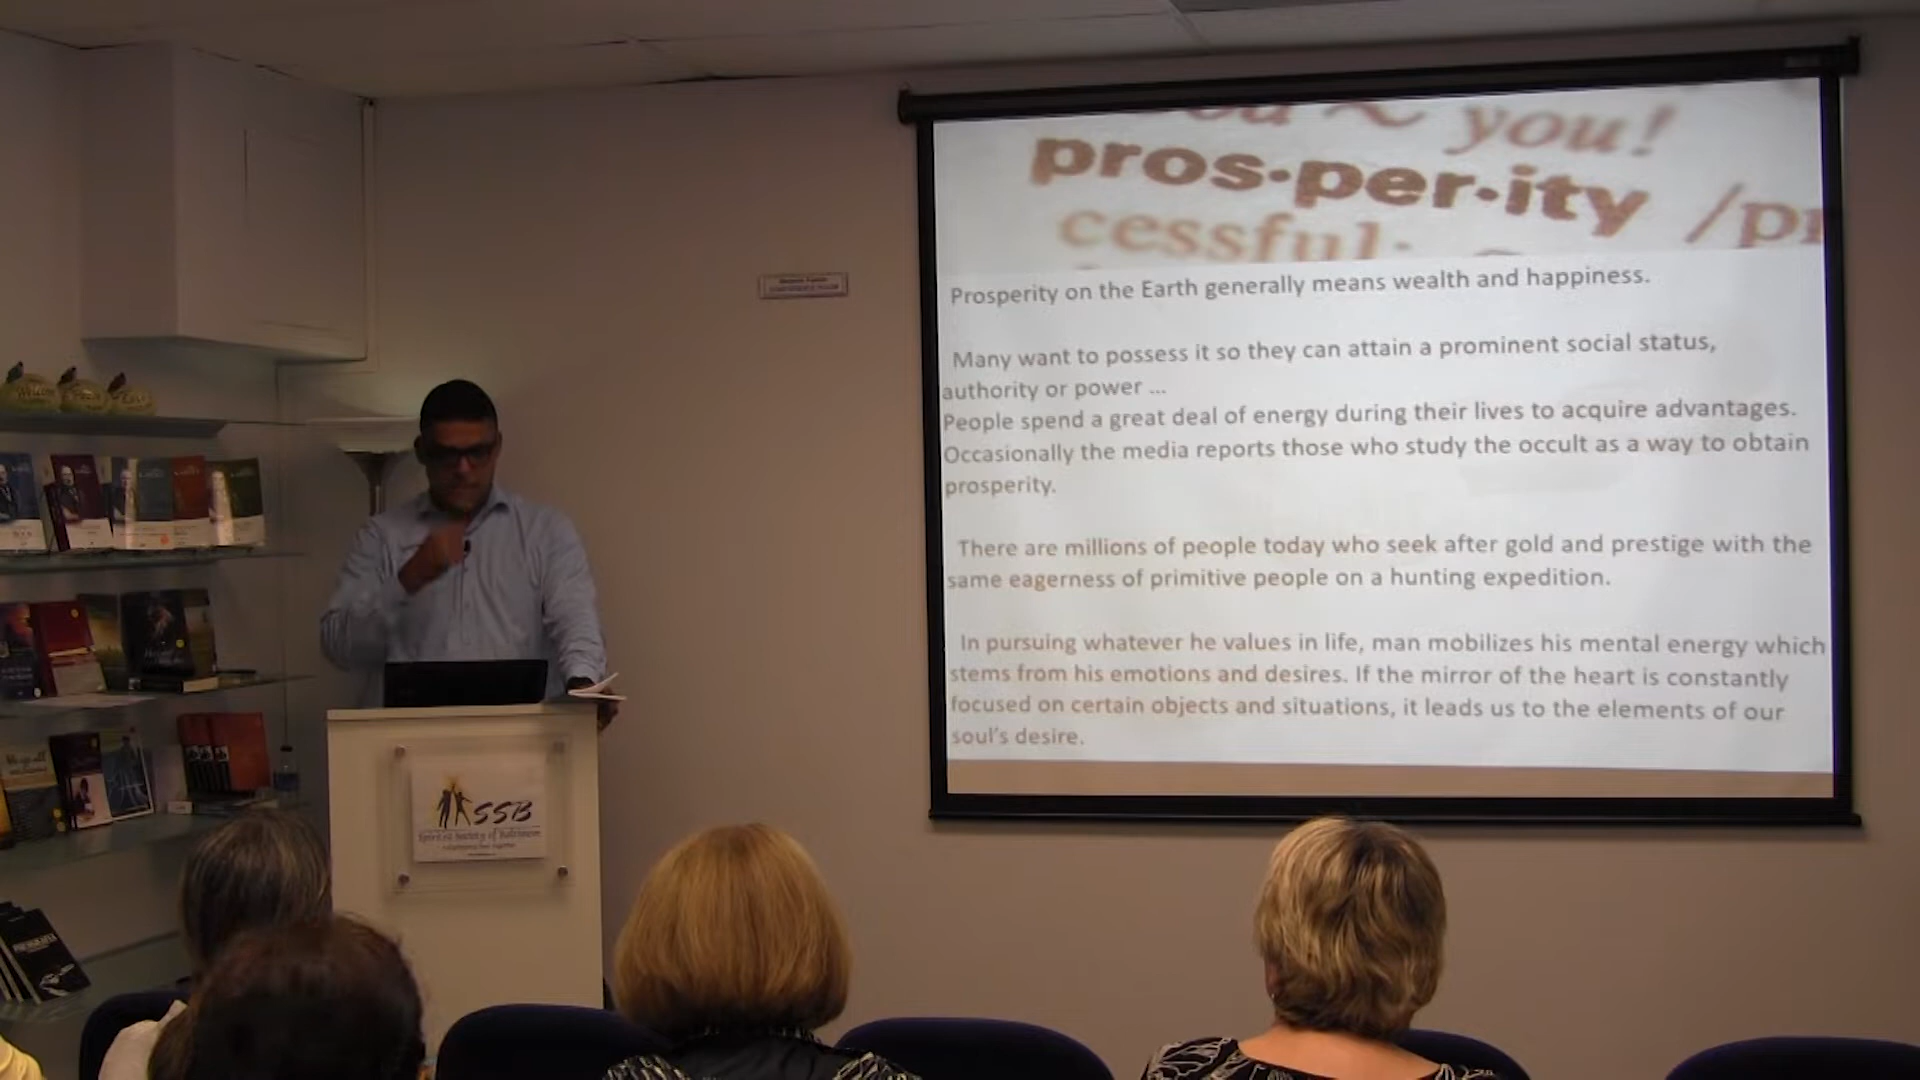 you!
pros·per·ity /pr
cessful
Prosperity on the Earth generally means wealth and happiness.
Many want to possess it so they can attain a prominent social status,
authority or power ...
People spend a great deal of energy during their lives to acquire advantages.
Occasionally the media reports those who study the occult as a way to obtain
prosperity.
There are millions of people today who seek after gold and prestige with the
same eagerness of primitive people on a hunting expedition.
In pursuing whatever he values in life, man mobilizes his mental energy which
stems from his emotions and desires. If the mirror of the heart is constantly
focused on certain objects and situations, it leads us to the elements of our
soul's desire.
SSB
Spiritist Society of Baltimore